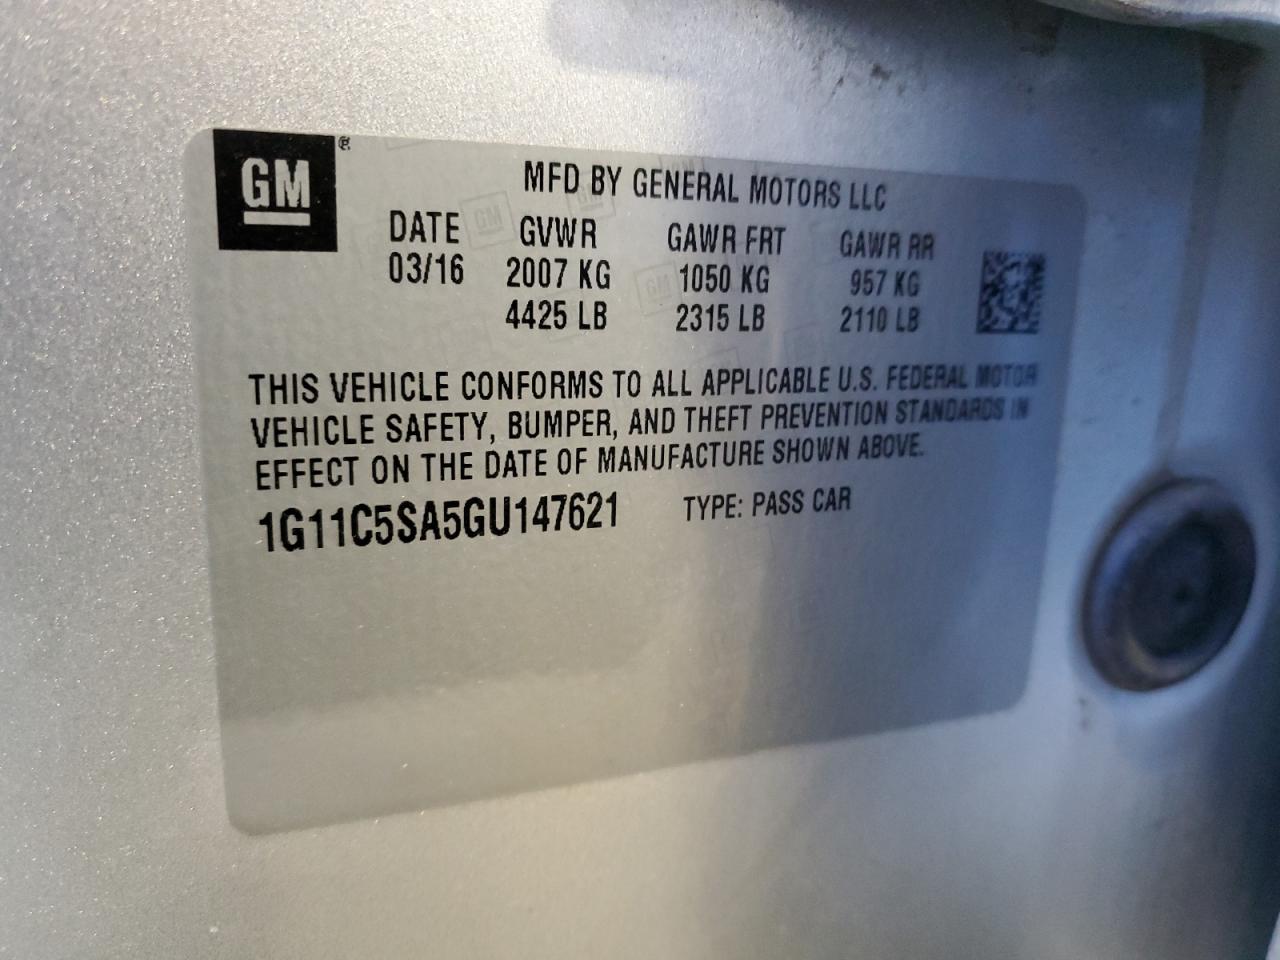 GM
MFD BY GENERAL MOTORS LLC
DATE GVWR GAWR FRT GAWR RR
03/16 2007 KG 1050 KG 957 KG
4425 LB 2315 LB 2110 LB
THIS VEHICLE CONFORMS TO ALL APPLICABLE U.S. FEDERAL MOTOR
VEHICLE SAFETY, BUMPER, AND THEFT PREVENTION STANDARDS IN
EFFECT ON THE DATE OF MANUFACTURE SHOWN ABOVE.
1G11C5SA5GU147621 TYPE: PASS CAR